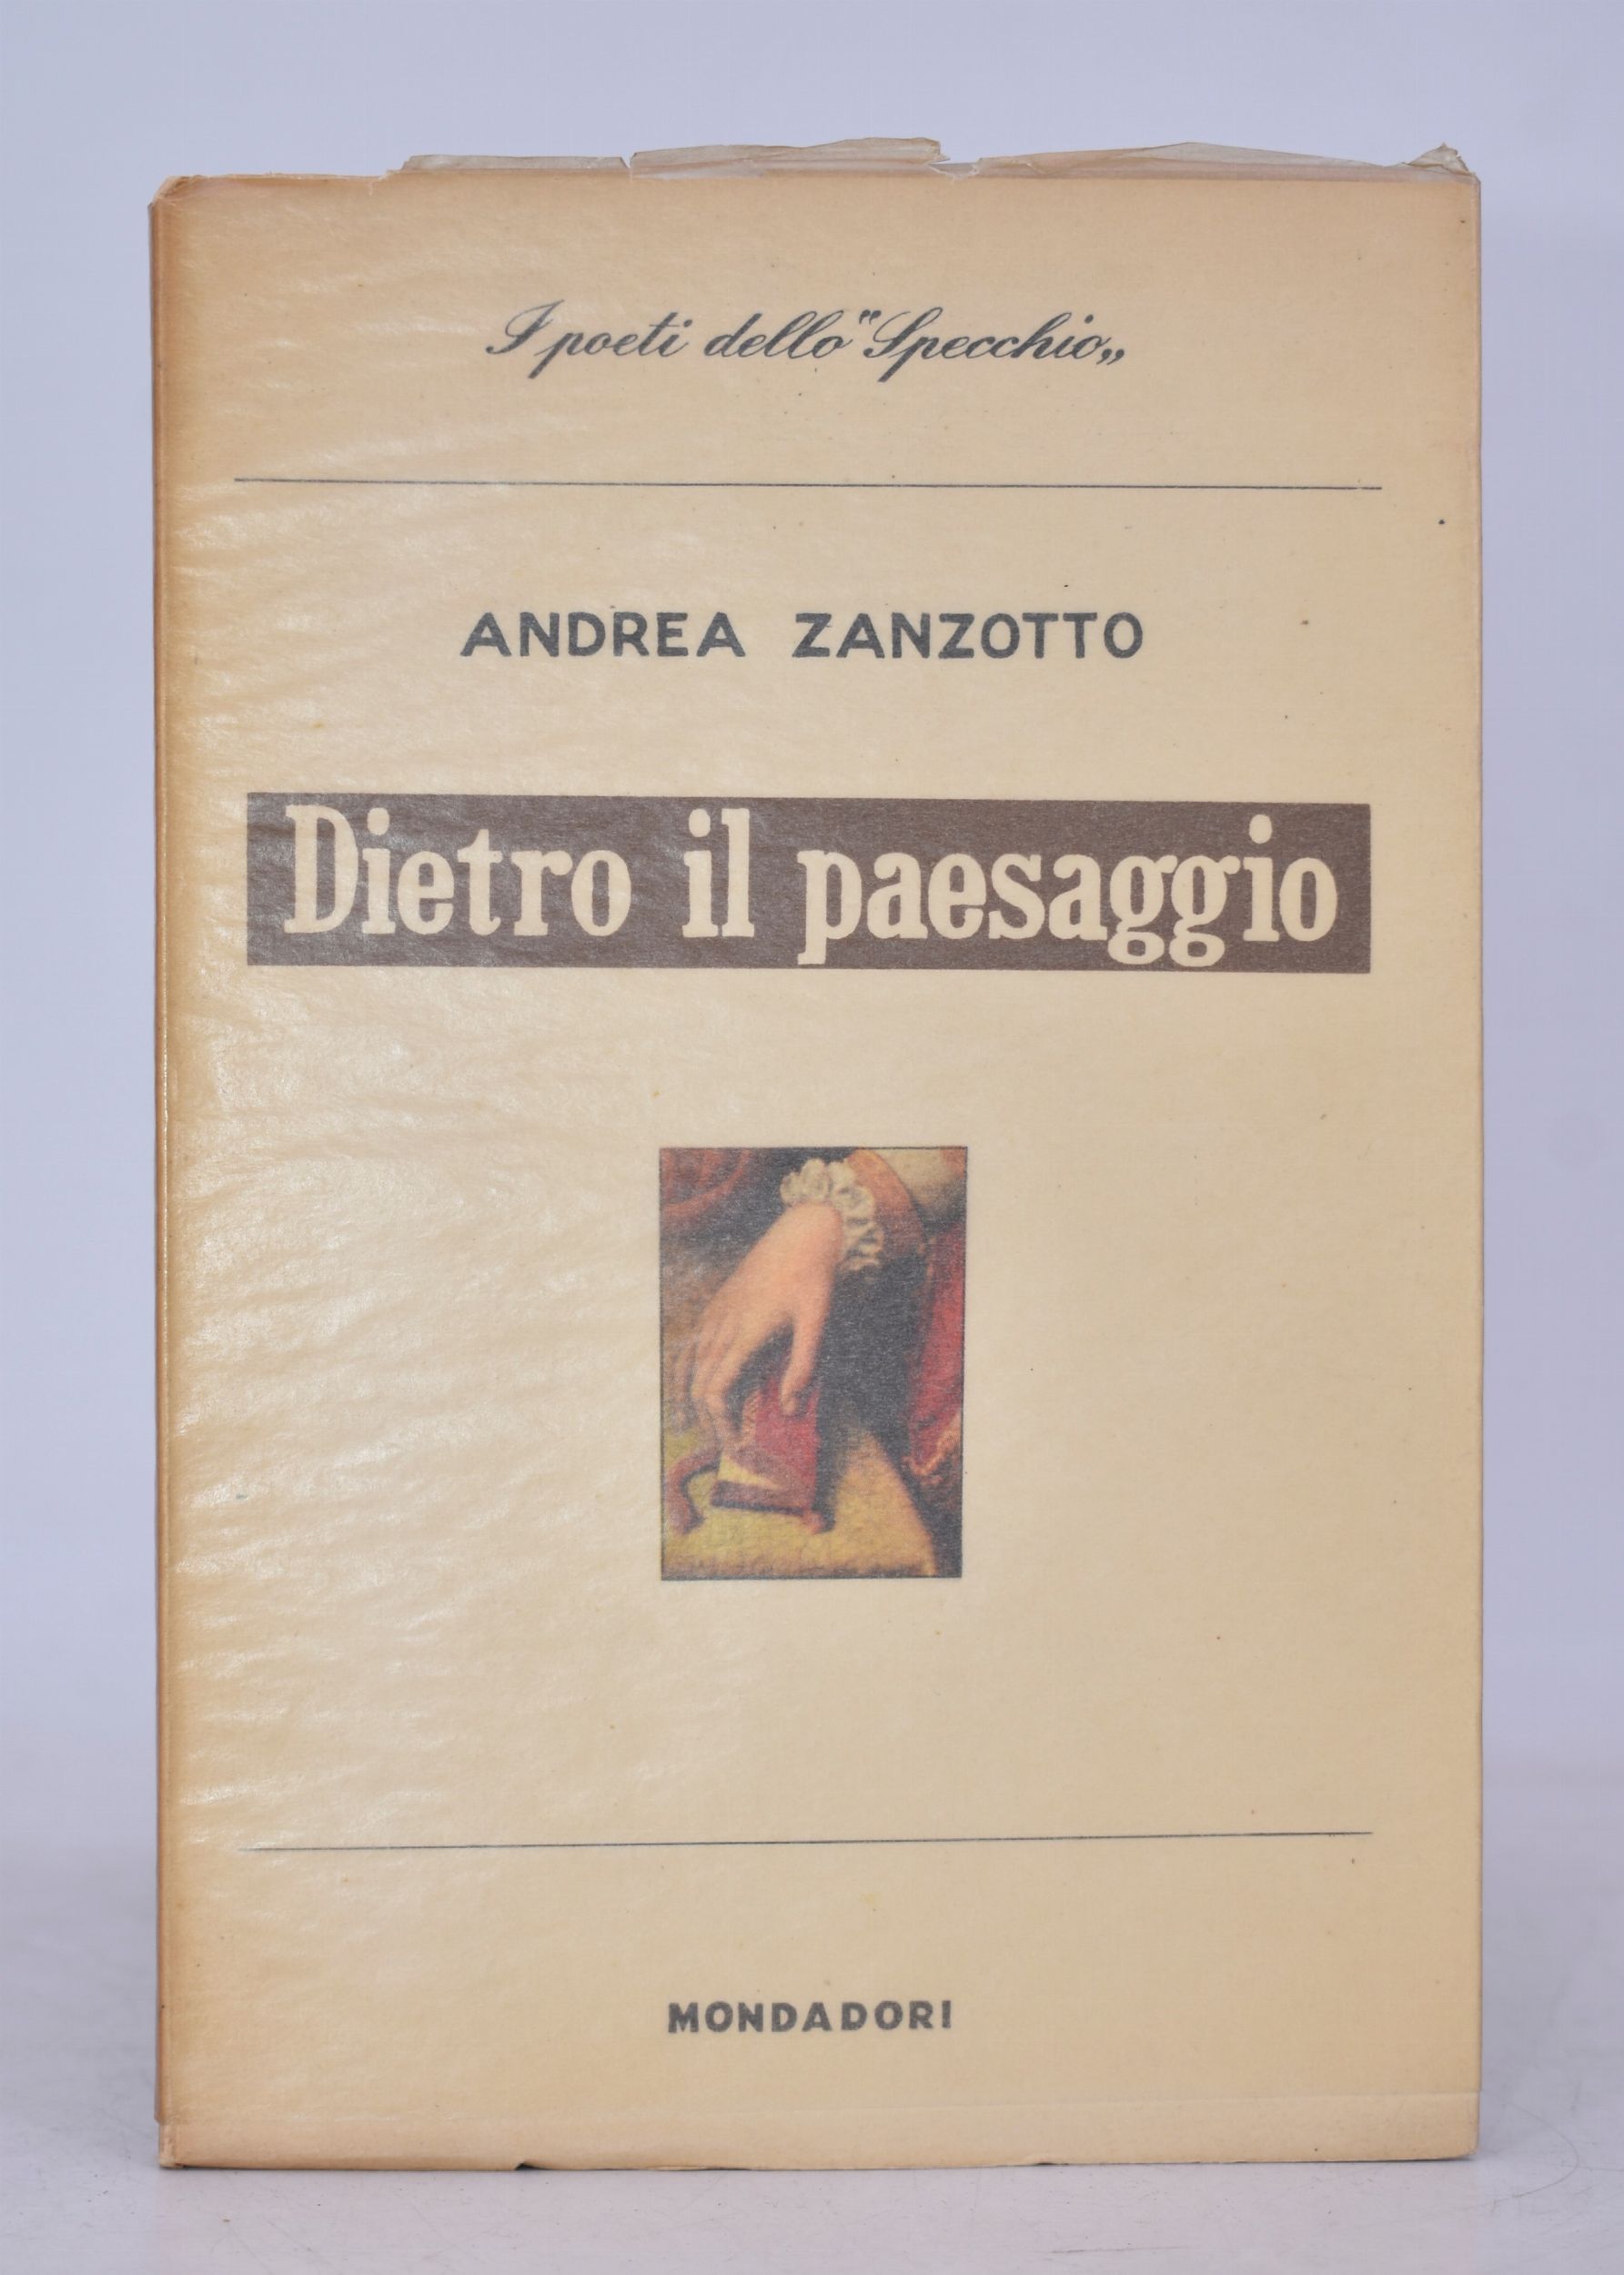 I poeti dello "Specchio„
ANDREA ZANZOTTO
Dietro il paesaggio
MONDADORI